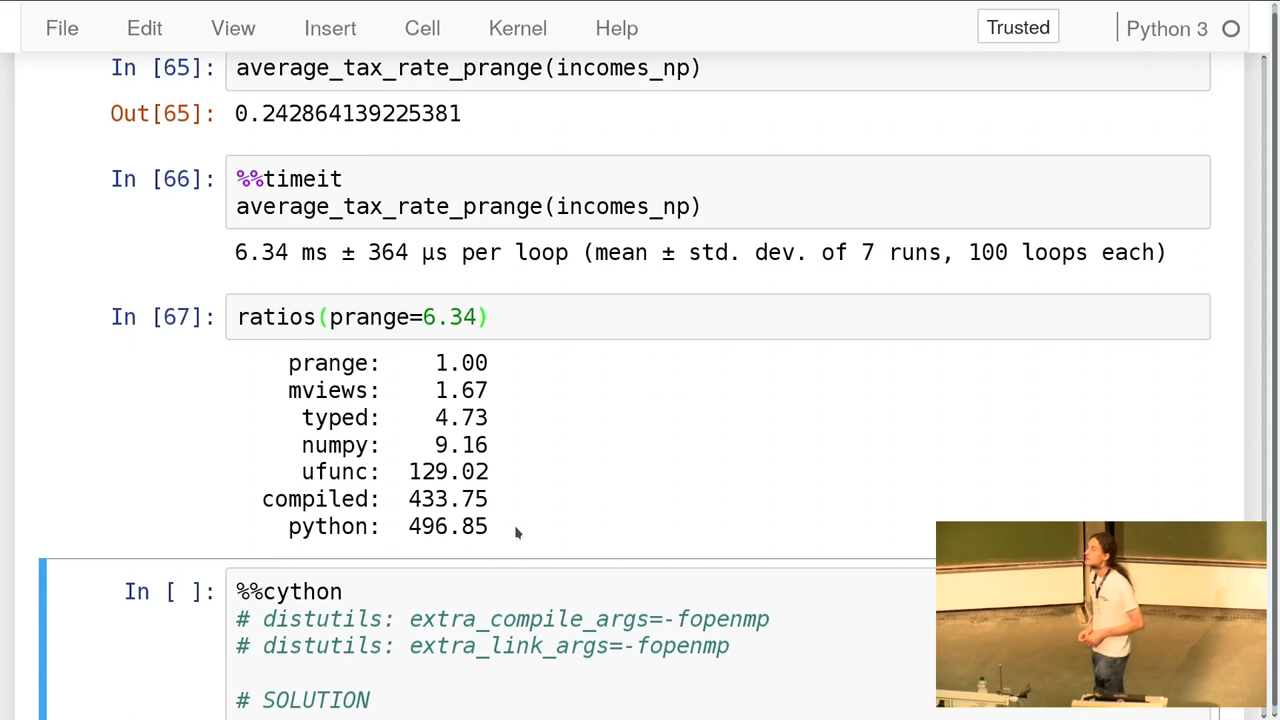 File Edit View Insert Cell Kernel Help Trusted Python 3
In [65]: average_tax_rate_prange(incomes_np)
Out[65]: 0.242864139225381
In [66]: %%timeit
average_tax_rate_prange(incomes_np)
6.34 ms ± 364 µs per loop (mean ± std. dev. of 7 runs, 100 loops each)
In [67]: ratios(prange=6.34)
prange: 1.00
mviews: 1.67
typed: 4.73
numpy: 9.16
ufunc: 129.02
compiled: 433.75
python: 496.85
In [ ]: %%cython
# distutils: extra_compile_args=-fopenmp
# distutils: extra_link_args=-fopenmp
# SOLUTION